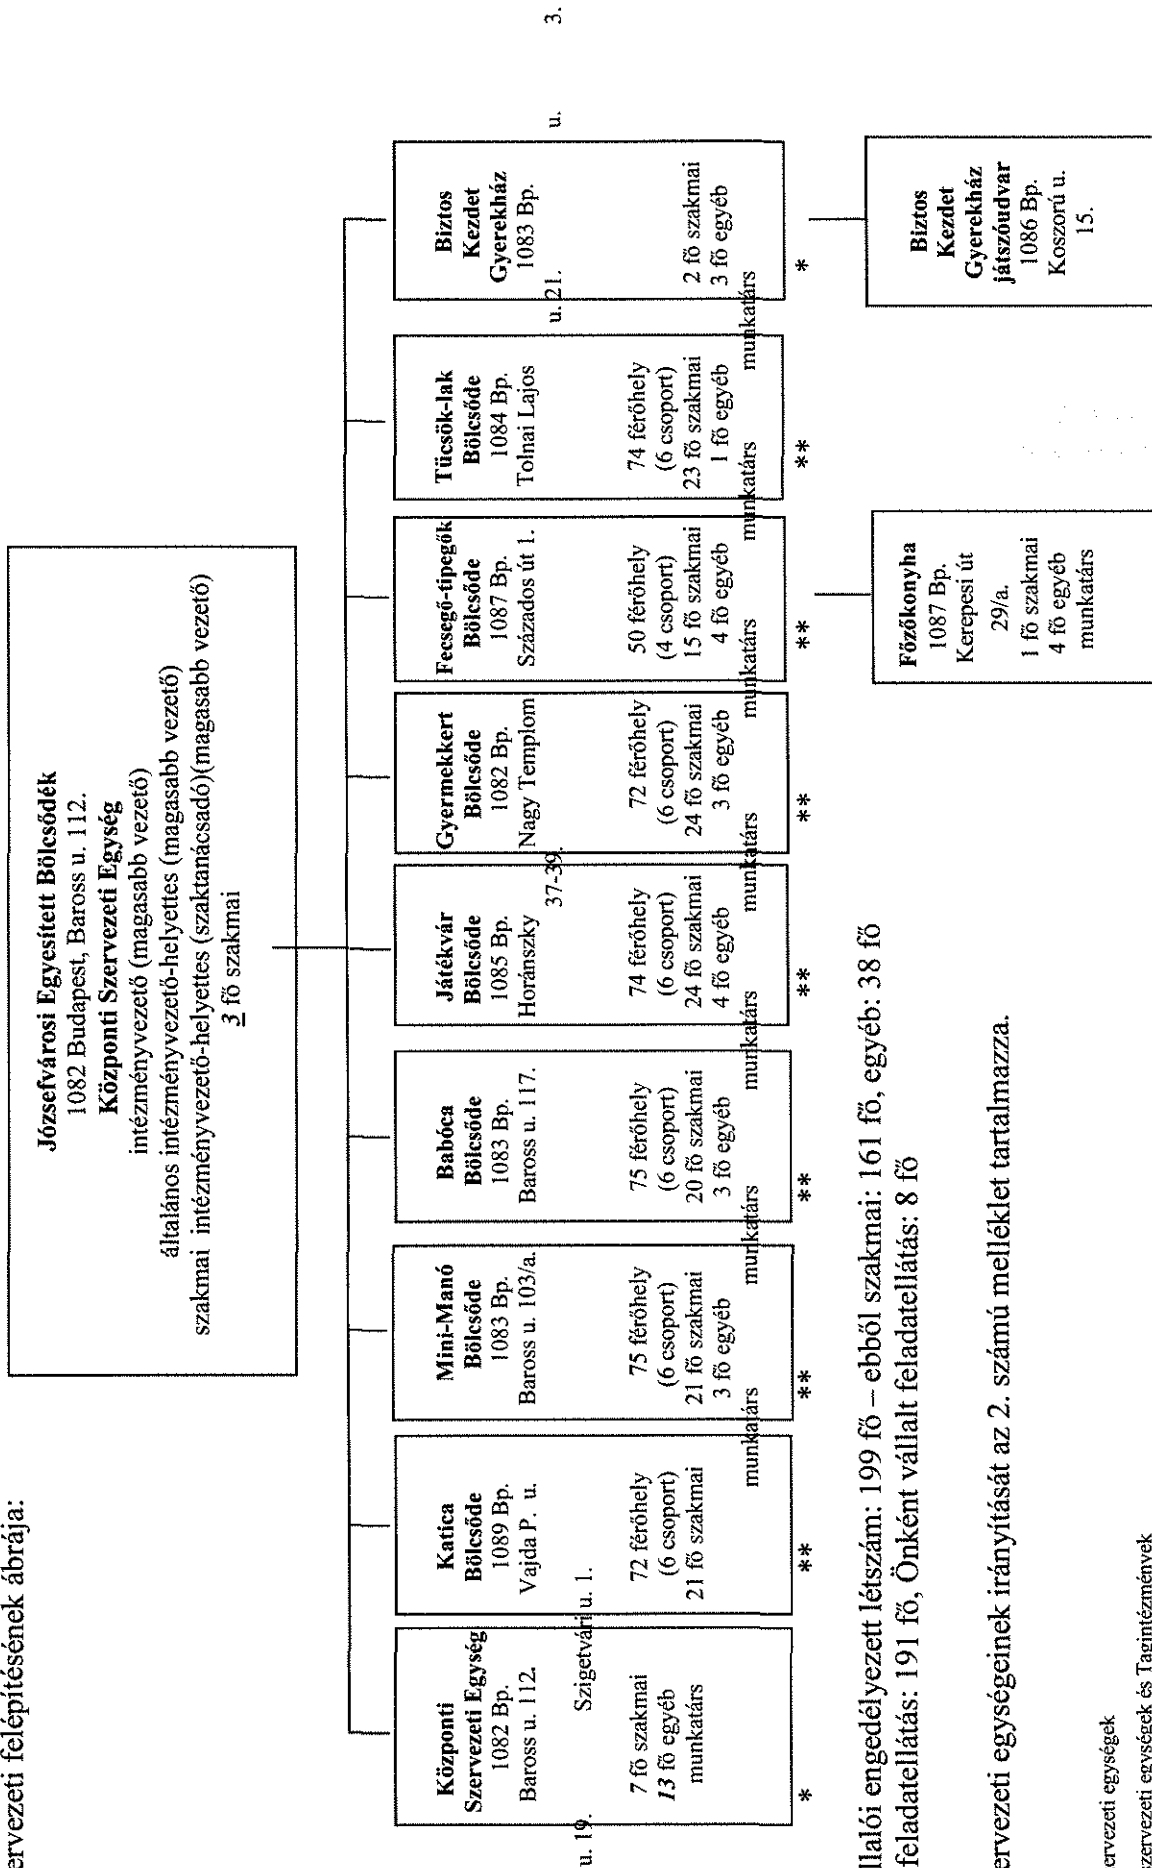 ervezeti felépítésének ábrája:
Józsefvárosi Egyesített Bölcsődék
1082 Budapest, Baross u. 112.
Központi Szervezeti Egység
intézményvezető (magasabb vezető)
általános intézményvezető-helyettes (magasabb vezető)
szakmai intézményvezető-helyettes (szaktanácsadó)(magasabb vezető)
3 fő szakmai
Központi
Szervezeti Egység
1082 Bp.
Baross u. 112.
u. 19.
7 fő szakmai
13 fő egyéb
munkatárs
*
Katica
Bölcsőde
1089 Bp.
Vajda P. u.
Szigetvári u. 1.
72 férőhely
(6 csoport)
21 fő szakmai
munkatárs
**
Mini-Manó
Bölcsőde
1083 Bp.
Baross u. 103/a.
75 férőhely
(6 csoport)
21 fő szakmai
3 fő egyéb
munkatárs
**
Babóca
Bölcsőde
1083 Bp.
Baross u. 117.
75 férőhely
(6 csoport)
20 fő szakmai
3 fő egyéb
munkatárs
**
Játékvár
Bölcsőde
1085 Bp.
Horánszky
37-39.
74 férőhely
(6 csoport)
24 fő szakmai
4 fő egyéb
munkatárs
**
Gyermekkert
Bölcsőde
1082 Bp.
Nagy Templom
72 férőhely
(6 csoport)
24 fő szakmai
3 fő egyéb
munkatárs
**
Fecsegő-tipegők
Bölcsőde
1087 Bp.
Százados út 1.
50 férőhely
(4 csoport)
15 fő szakmai
4 fő egyéb
munkatárs
**
Tücsök-lak
Bölcsőde
1084 Bp.
Tolnai Lajos
u. 21.
74 férőhely
(6 csoport)
23 fő szakmai
1 fő egyéb
munkatárs
**
Biztos
Kezdet
Gyerekház
1083 Bp.
u. 3.
2 fő szakmai
3 fő egyéb
*
Főzőkonyha
1087 Bp.
Kerepesi út
29/a.
1 fő szakmai
4 fő egyéb
munkatárs
Biztos
Kezdet
Gyerekház
játszóudvar
1086 Bp.
Koszorú u.
15.
llalói engedélyezett létszám: 199 fő – ebből szakmai: 161 fő, egyéb: 38 fő
feladatellátás: 191 fő, Önként vállalt feladatellátás: 8 fő
ervezeti egységeinek irányítását az 2. számú melléklet tartalmazza.
ervezeti egységek
szervezeti egységek és Tagintézmények